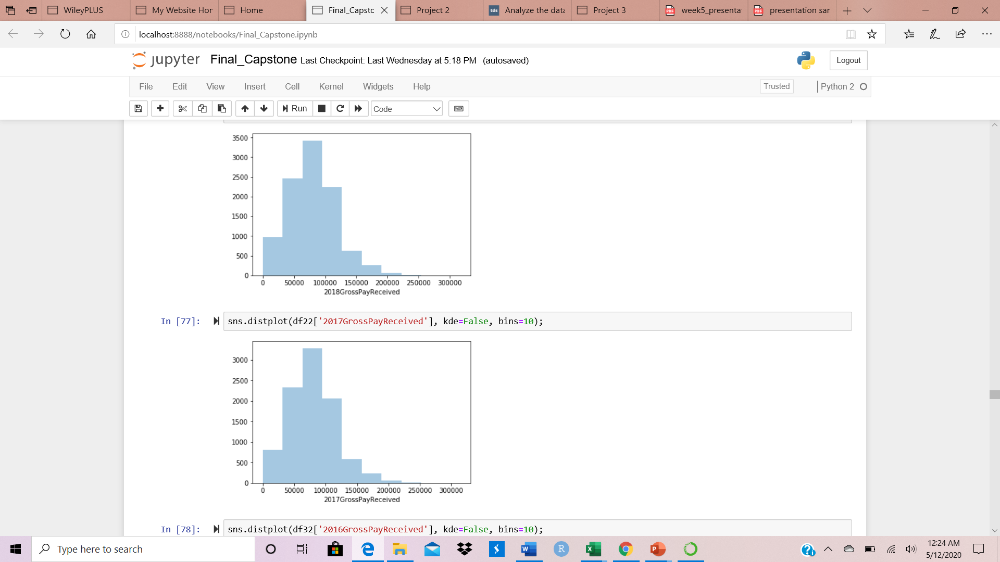 WileyPLUS
My Website Hor
Home
Final_Capstc
Project 2
tds Analyze the data
Project 3
PDF week5_presenta
PDF presentation sar
localhost:8888/notebooks/Final_Capstone.ipynb
jupyter Final_Capstone Last Checkpoint: Last Wednesday at 5:18 PM (autosaved)
Logout
File Edit View Insert Cell Kernel Widgets Help
Trusted
Python 2
Run
Code
3500
3000
2500
2000
1500
1000
500
0
0 50000 100000 150000 200000 250000 300000
2018GrossPayReceived
In [77]: sns.distplot(df22['2017GrossPayReceived'], kde=False, bins=10);
3000
2500
2000
1500
1000
500
0
0 50000 100000 150000 200000 250000 300000
2017GrossPayReceived
In [78]: sns.distplot(df32['2016GrossPayReceived'], kde=False, bins=10);
Type here to search
12:24 AM
5/12/2020